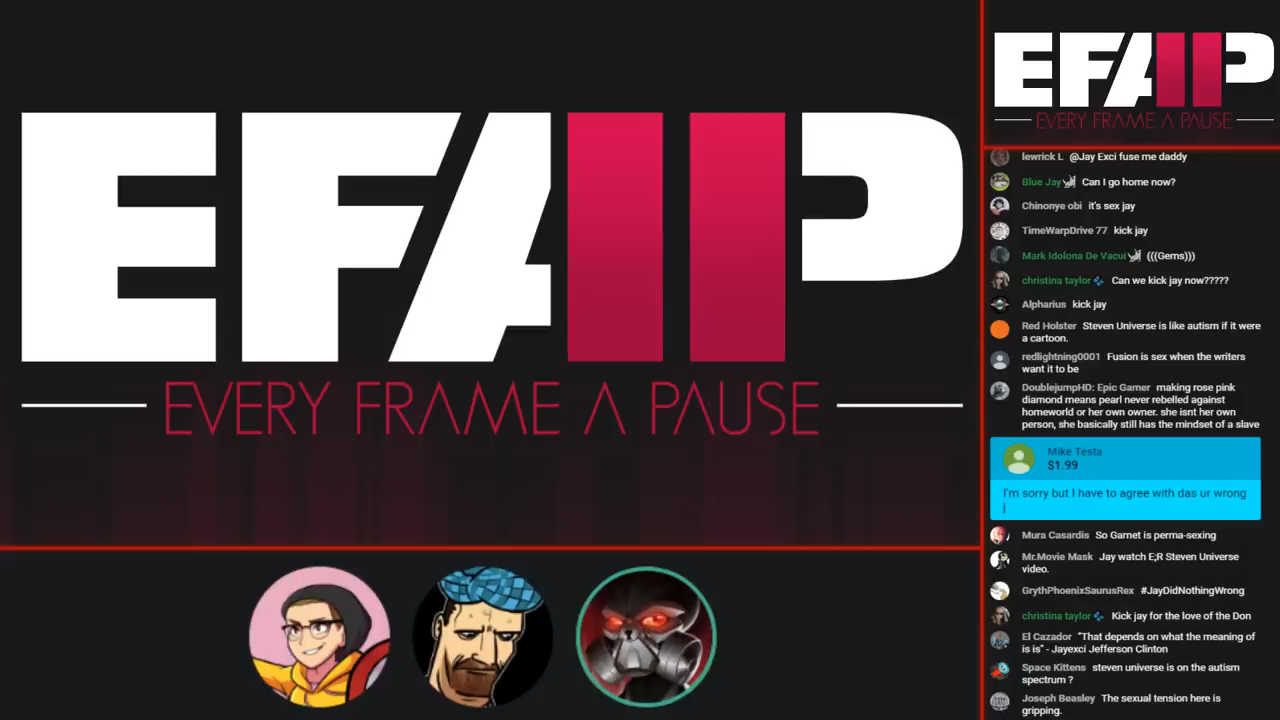 EFAP
EVERY FRAME A PAUSE
EFAP
EVERY FRAME A PAUSE
lewrick L @Jay Exci fuse me daddy
Blue Jay Can I go home now?
Chinonye obi it's sex jay
TimeWarpDrive 77 kick jay
Mark Idolona De Vacui (((Gems)))
christina taylor Can we kick jay now?????
Alpharius kick jay
Red Holster Steven Universe is like autism if it were
a cartoon.
redlightning0001 Fusion is sex when the writers
want it to be
DoublejumpHD: Epic Gamer making rose pink
diamond means pearl never rebelled against
homeworld or her own owner. she isnt her own
person, she basically still has the mindset of a slave
Mike Testa
$1.99
I'm sorry but I have to agree with das ur wrong
j
Mura Casardis So Garnet is perma-sexing
Mr.Movie Mask Jay watch E;R Steven Universe
video.
GrythPhoenixSaurusRex #JayDidNothingWrong
christina taylor Kick jay for the love of the Don
El Cazador "That depends on what the meaning of
is is" - Jayexci Jefferson Clinton
Space Kittens steven universe is on the autism
spectrum ?
Joseph Beasley The sexual tension here is
gripping.